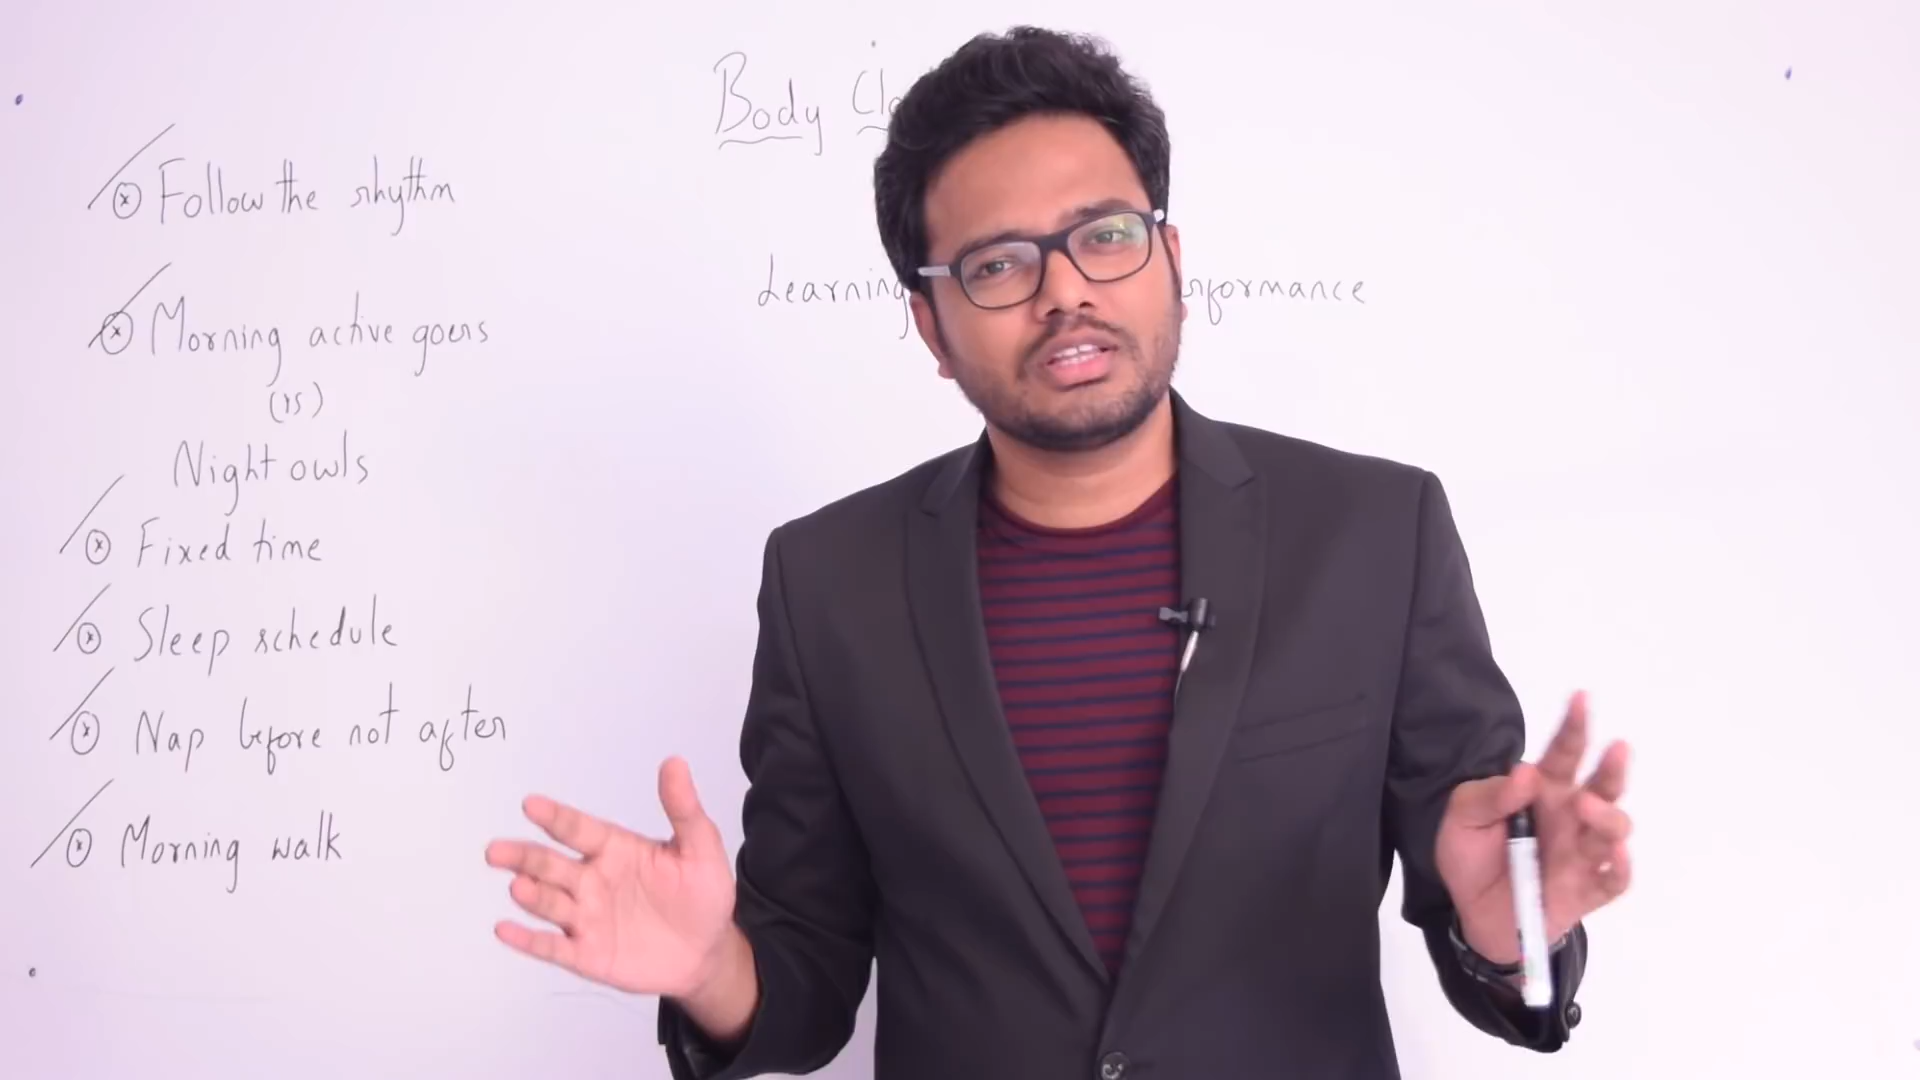 Body Clo
Learning
rformance
Follow the rhythm
Morning active goers
(vs)
Night owls
Fixed time
Sleep schedule
Nap before not after
Morning walk